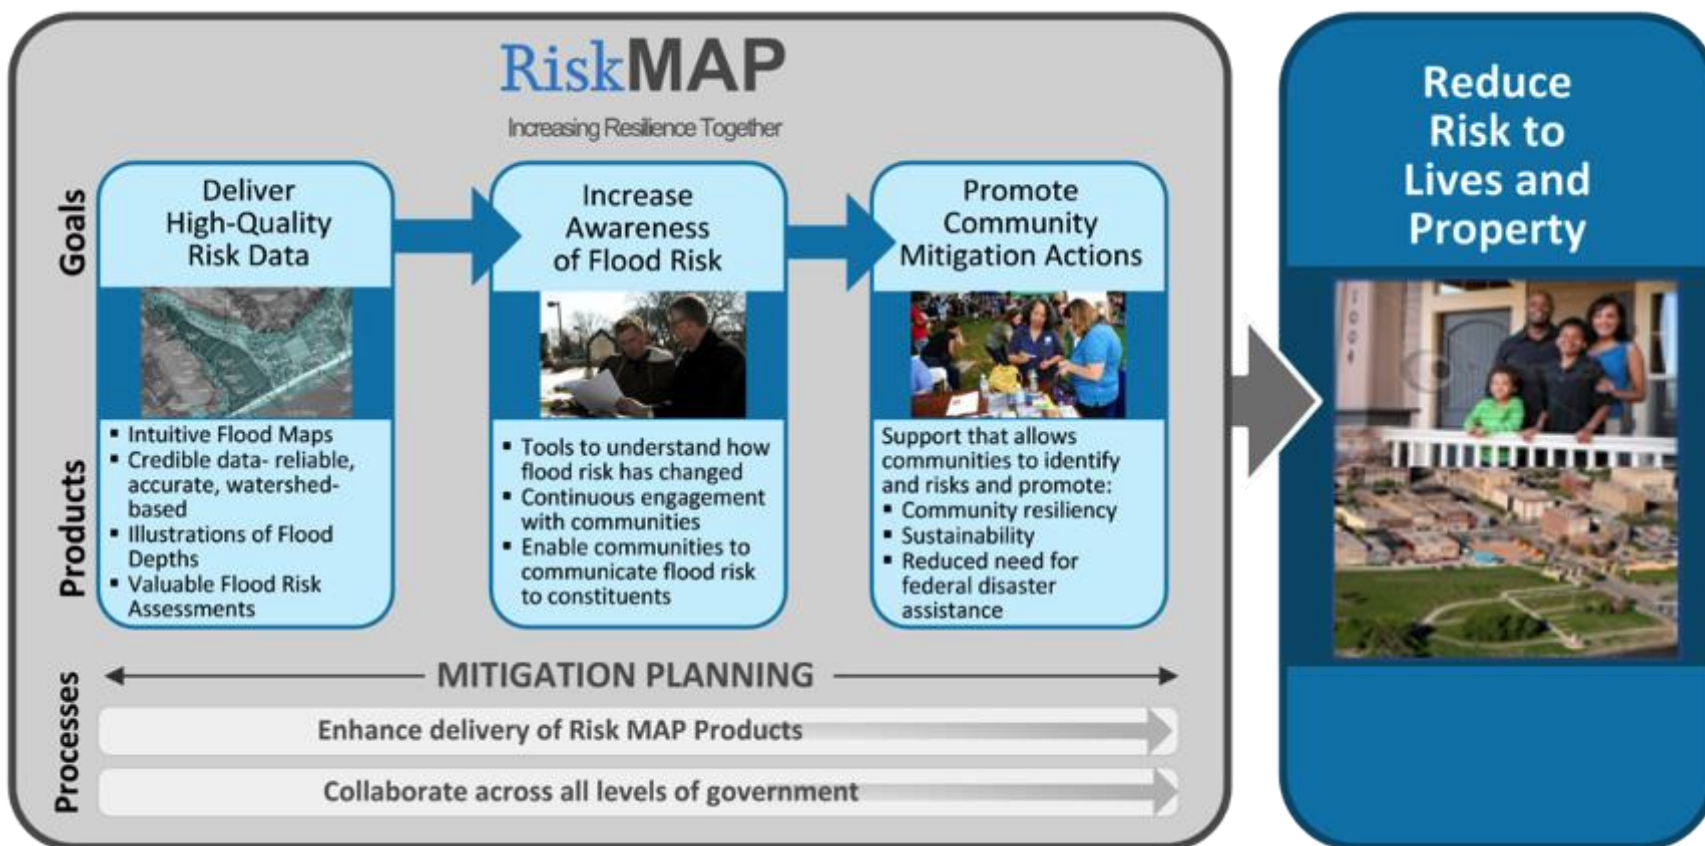 RiskMAP
Increasing Resilience Together
Goals
Deliver
High-Quality
Risk Data
Increase
Awareness
of Flood Risk
Promote
Community
Mitigation Actions
Products
▪ Intuitive Flood Maps
▪ Credible data- reliable,
accurate, watershed-
based
▪ Illustrations of Flood
Depths
▪ Valuable Flood Risk
Assessments
▪ Tools to understand how
flood risk has changed
▪ Continuous engagement
with communities
▪ Enable communities to
communicate flood risk
to constituents
Support that allows
communities to identify
and risks and promote:
▪ Community resiliency
▪ Sustainability
▪ Reduced need for
federal disaster
assistance
Processes
MITIGATION PLANNING
Enhance delivery of Risk MAP Products
Collaborate across all levels of government
Reduce
Risk to
Lives and
Property